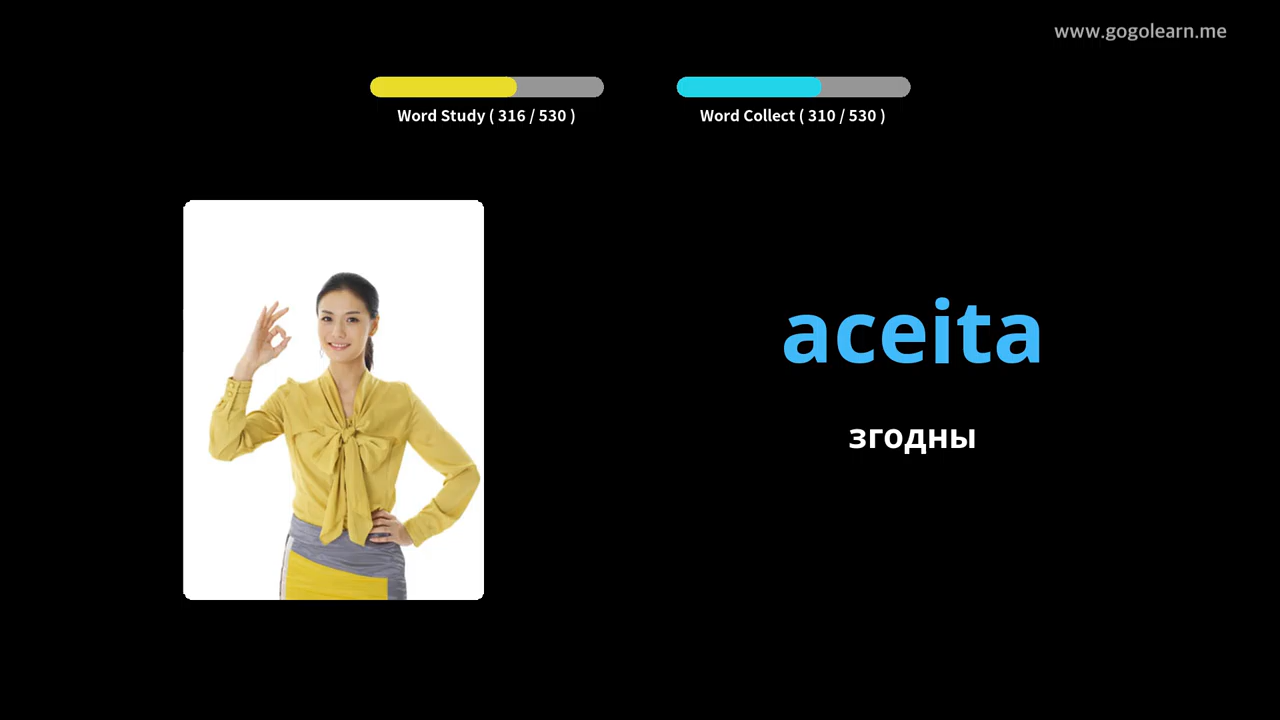 www.gogolearn.me
Word Study ( 316 / 530 )
Word Collect ( 310 / 530 )
aceita
згодны